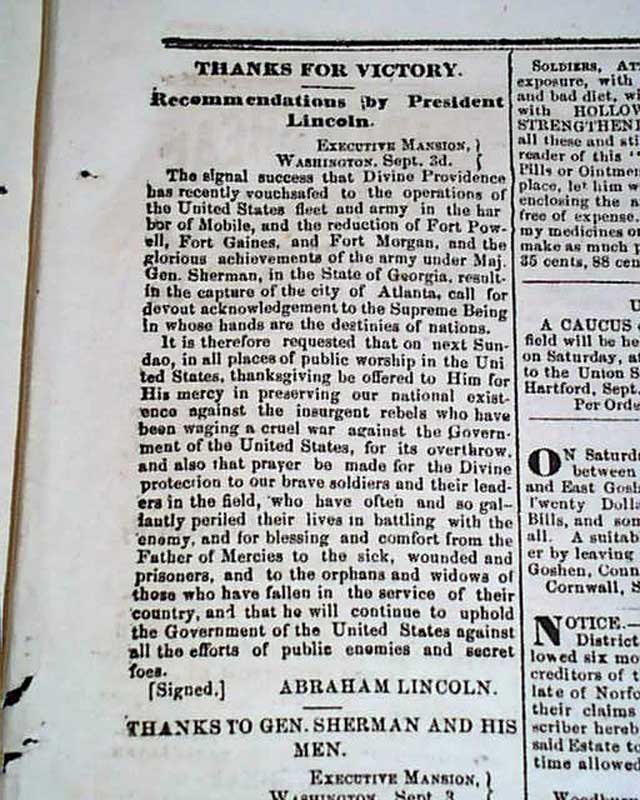 THANKS FOR VICTORY.
Recommendations by President
Lincoln.
EXECUTIVE MANSION, }
WASHINGTON, Sept. 3d. {
The signal success that Divine Providence
has recently vouchsafed to the operations of
the United States fleet and army in the har
bor of Mobile, and the reduction of Fort Pow-
ell, Fort Gaines, and Fort Morgan, and the
glorious achievements of the army under Maj.
Gen. Sherman, in the State of Georgia, result-
in the capture of the city of Atlanta, call for
devout acknowledgement to the Supreme Being
in whose hands are the destinies of nations.
It is therefore requested that on next Sun-
dao, in all places of public worship in the Uni
ted States, thanksgiving be offered to Him for
His mercy in preserving our national exist-
ence against the insurgent rebels who have
been waging a cruel war against the Govern-
ment of the United States, for its overthrow,
and also that prayer be made for the Divine
protection to our brave soldiers and their lead-
ers in the field, who have often and so gal-
lantly periled their lives in battling with the
enemy, and for blessing and comfort from the
Father of Mercies to the sick, wounded and
prisoners, and to the orphans and widows of
those who have fallen in the service of their
country, and that he will continue to uphold
the Government of the United States against
all the efforts of public enemies and secret
foes.
[Signed.] ABRAHAM LINCOLN.
THANKS TO GEN. SHERMAN AND HIS
MEN.
EXECUTIVE MANSION, }
WASHINGTON, Sept. 3
SOLDIERS, AT
exposure, with
and bad diet, wi
with HOLLOW
STRENGTHENI
all these and sti
reader of this "
Pills or Ointmen
place, let him w
enclosing the a
free of expense.
my medicines o
make as much p
35 cents, 88 cen
U
A CAUCUS
field will be he
on Saturday, a
to the Union S
Hartford, Sept.
Per Orde
ON Saturda
between
and East Gosh
Twenty Dolla
Bills, and som
all. A suitab
er by leaving
Goshen, Conn
Cornwall, S
NOTICE.—
District
lowed six mo
creditors of t
late of Norfo
their claims
scriber hereb
said Estate to
time allowed
Woodbury